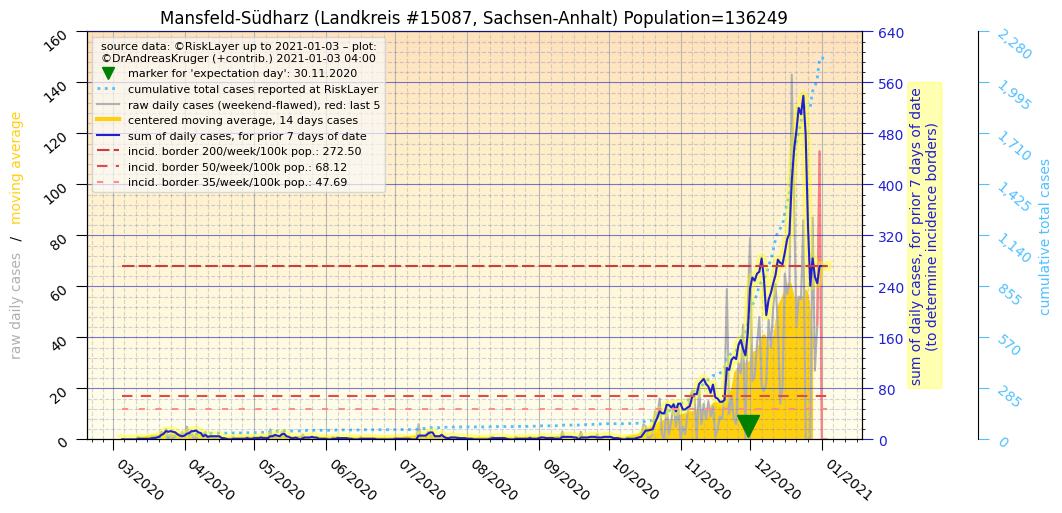 Mansfeld-Südharz (Landkreis #15087, Sachsen-Anhalt) Population=136249
source data: ©RiskLayer up to 2021-01-03 – plot:
©DrAndreasKruger (+contrib.) 2021-01-03 04:00
marker for 'expectation day': 30.11.2020
cumulative total cases reported at RiskLayer
raw daily cases (weekend-flawed), red: last 5
centered moving average, 14 days cases
sum of daily cases, for prior 7 days of date
incid. border 200/week/100k pop.: 272.50
incid. border 50/week/100k pop.: 68.12
incid. border 35/week/100k pop.: 47.69
raw daily cases / moving average
160
140
120
100
80
60
40
20
0
03/2020
04/2020
05/2020
06/2020
07/2020
08/2020
09/2020
10/2020
11/2020
12/2020
01/2021
640
560
480
400
320
240
160
80
0
sum of daily cases, for prior 7 days of date
(to determine incidence borders)
2,280
1,995
1,710
1,425
1,140
855
570
285
0
cumulative total cases